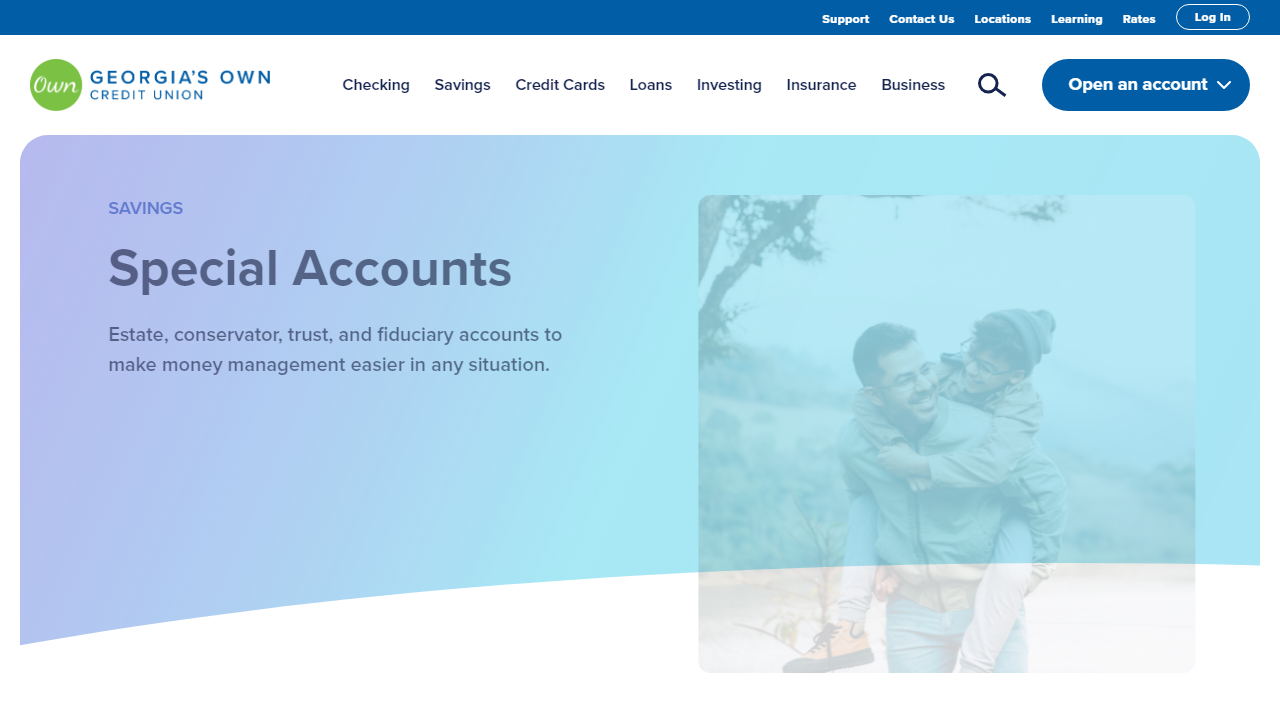 Support Contact Us Locations Learning Rates Log In
Own GEORGIA'S OWN
CREDIT UNION
Checking Savings Credit Cards Loans Investing Insurance Business
Open an account
SAVINGS
Special Accounts
Estate, conservator, trust, and fiduciary accounts to
make money management easier in any situation.